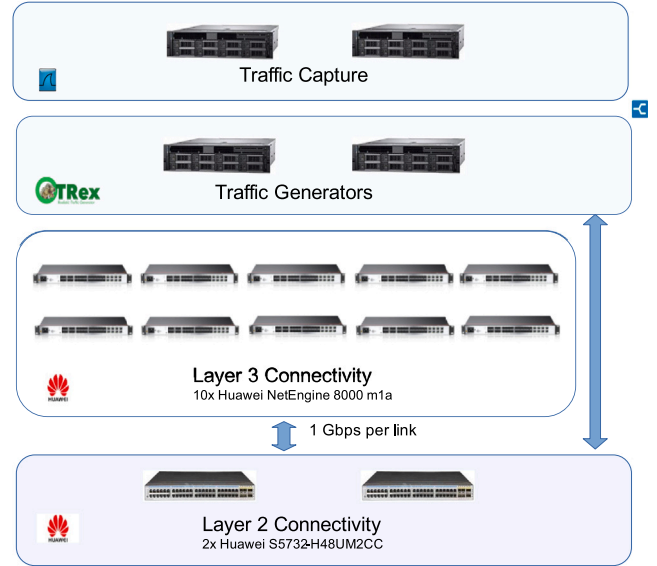 Traffic Capture
TRex
Traffic Generators
Layer 3 Connectivity
10x Huawei NetEngine 8000 m1a
HUAWEI
1 Gbps per link
Layer 2 Connectivity
2x Huawei S5732-H48UM2CC
HUAWEI